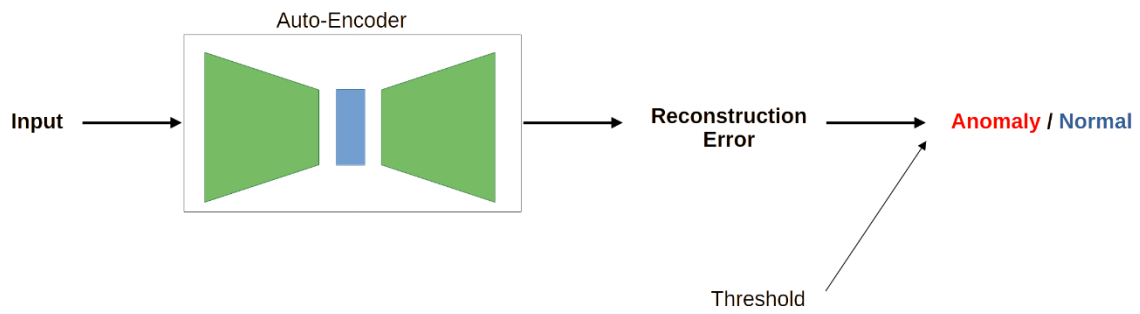 Auto-Encoder
Input
Reconstruction
Error
Anomaly / Normal
Threshold